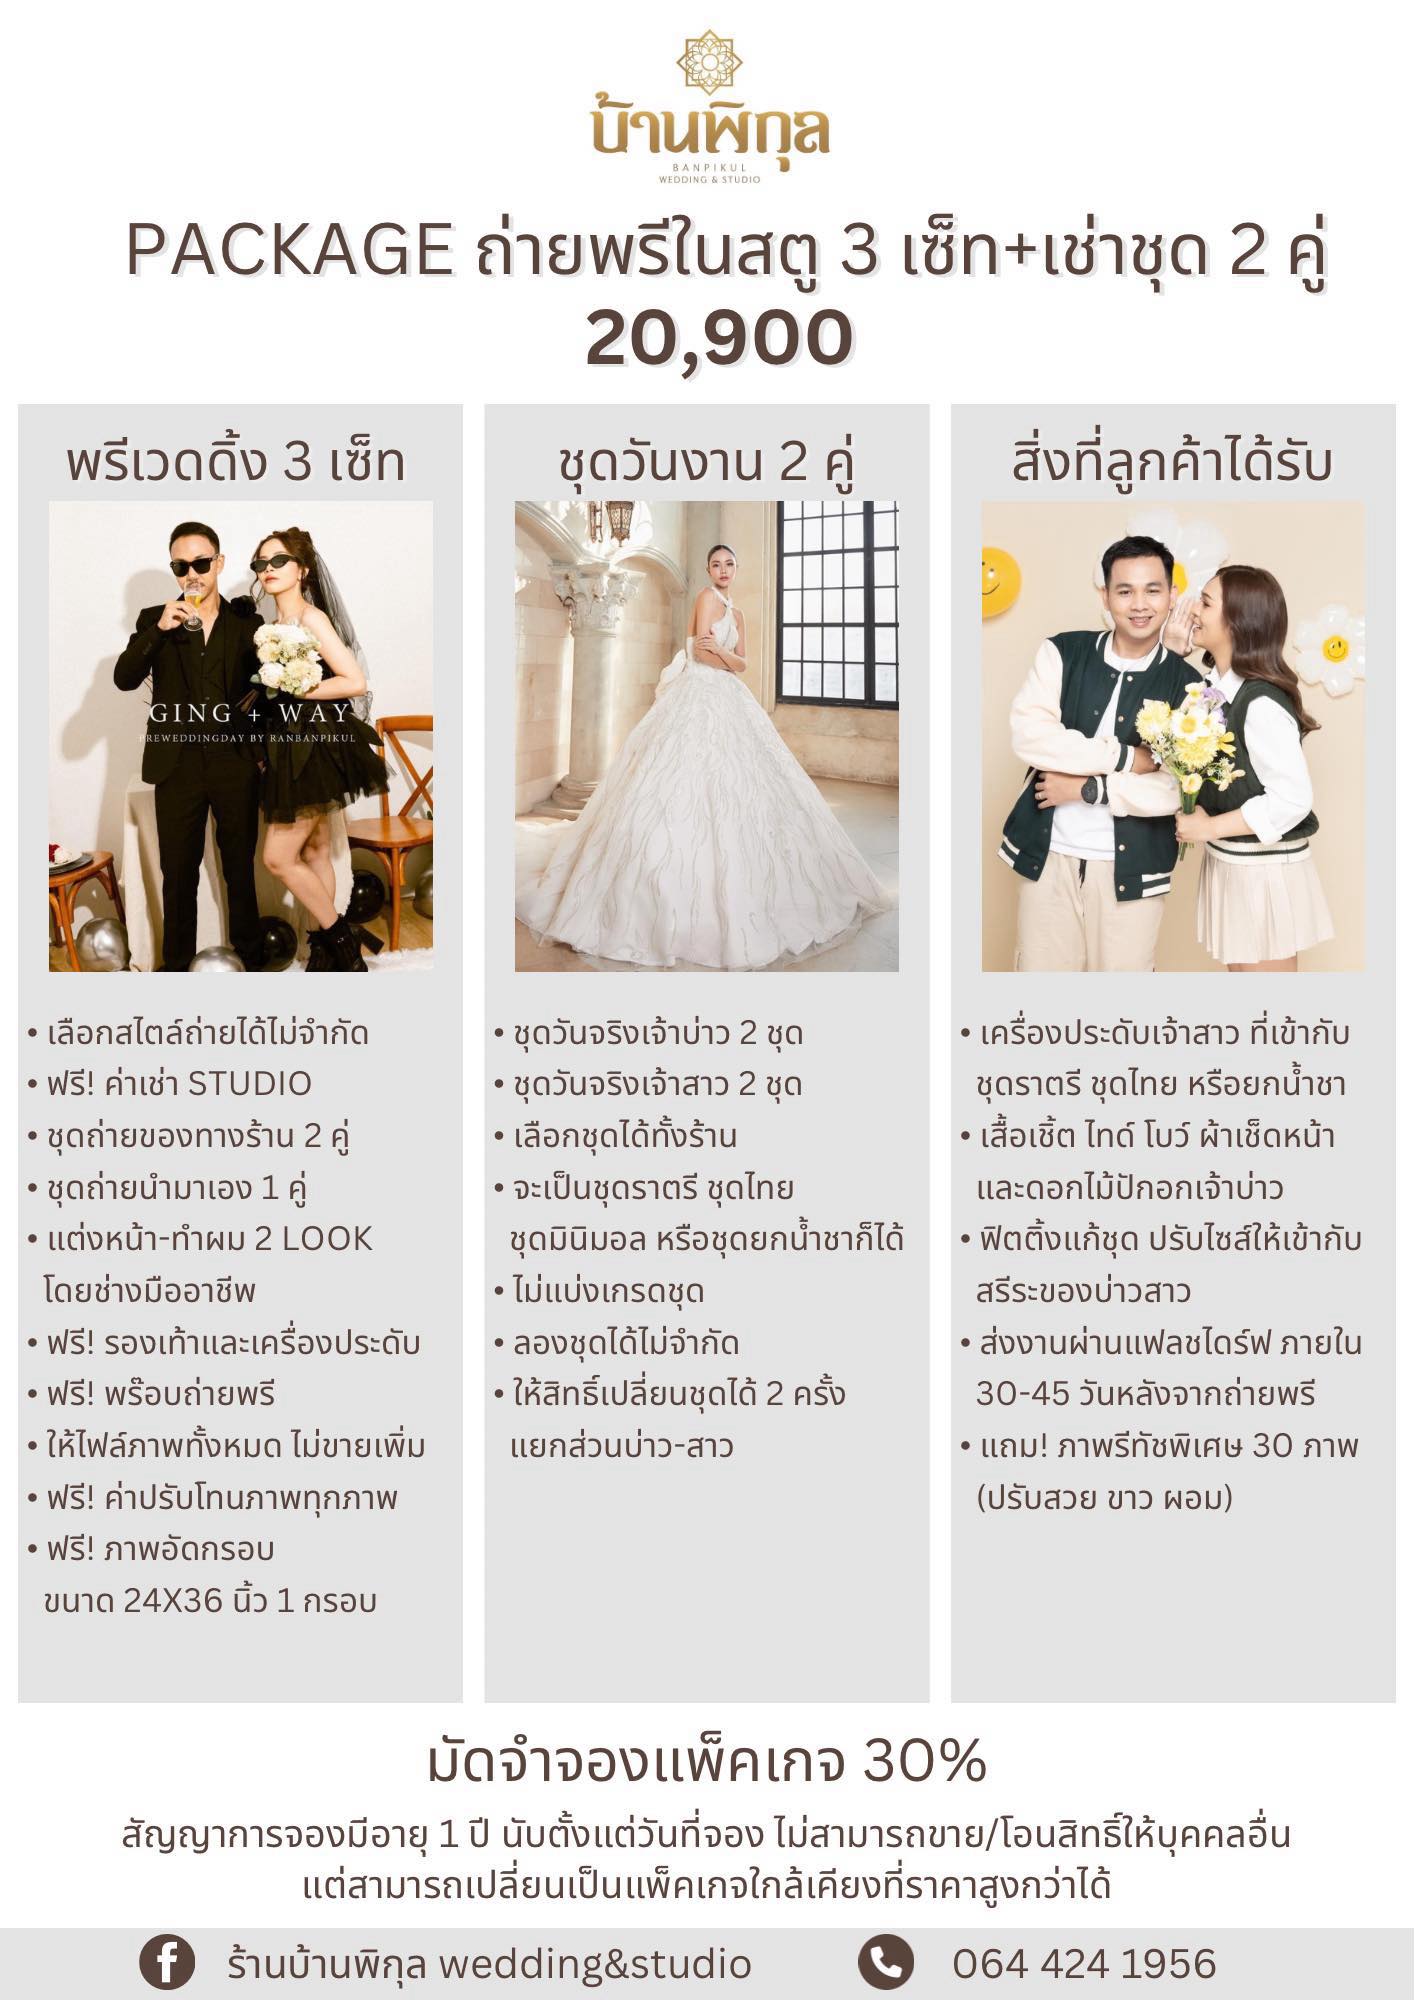 บ้านพิกุล
BANPIKUL
WEDDING & STUDIO
PACKAGE ถ่ายพรีในสตู 3 เซ็ท+เช่าชุด 2 คู่
20,900
พรีเวดดิ้ง 3 เซ็ท
GING + WAY
PREWEDDINGDAY BY RANBANPIKUL
• เลือกสไตล์ถ่ายได้ไม่จำกัด
• ฟรี! ค่าเช่า STUDIO
• ชุดถ่ายของทางร้าน 2 คู่
• ชุดถ่ายนำมาเอง 1 คู่
• แต่งหน้า-ทำผม 2 LOOK
โดยช่างมืออาชีพ
• ฟรี! รองเท้าและเครื่องประดับ
• ฟรี! พร๊อบถ่ายพรี
• ให้ไฟล์ภาพทั้งหมด ไม่ขายเพิ่ม
• ฟรี! ค่าปรับโทนภาพทุกภาพ
• ฟรี! ภาพอัดกรอบ
ขนาด 24X36 นิ้ว 1 กรอบ
ชุดวันงาน 2 คู่
• ชุดวันจริงเจ้าบ่าว 2 ชุด
• ชุดวันจริงเจ้าสาว 2 ชุด
• เลือกชุดได้ทั้งร้าน
• จะเป็นชุดราตรี ชุดไทย
ชุดมินิมอล หรือชุดยกน้ำชาก็ได้
• ไม่แบ่งเกรดชุด
• ลองชุดได้ไม่จำกัด
• ให้สิทธิ์เปลี่ยนชุดได้ 2 ครั้ง
แยกส่วนบ่าว-สาว
สิ่งที่ลูกค้าได้รับ
• เครื่องประดับเจ้าสาว ที่เข้ากับ
ชุดราตรี ชุดไทย หรือยกน้ำชา
• เสื้อเชิ้ต ไทด์ โบว์ ผ้าเช็ดหน้า
และดอกไม้ปักอกเจ้าบ่าว
• ฟิตติ้งแก้ชุด ปรับไซส์ให้เข้ากับ
สรีระของบ่าวสาว
• ส่งงานผ่านแฟลชไดร์ฟ ภายใน
30-45 วันหลังจากถ่ายพรี
• แถม! ภาพรีทัชพิเศษ 30 ภาพ
(ปรับสวย ขาว ผอม)
มัดจำจองแพ็คเกจ 30%
สัญญาการจองมีอายุ 1 ปี นับตั้งแต่วันที่จอง ไม่สามารถขาย/โอนสิทธิ์ให้บุคคลอื่น
แต่สามารถเปลี่ยนเป็นแพ็คเกจใกล้เคียงที่ราคาสูงกว่าได้
ร้านบ้านพิกุล wedding&studio
064 424 1956